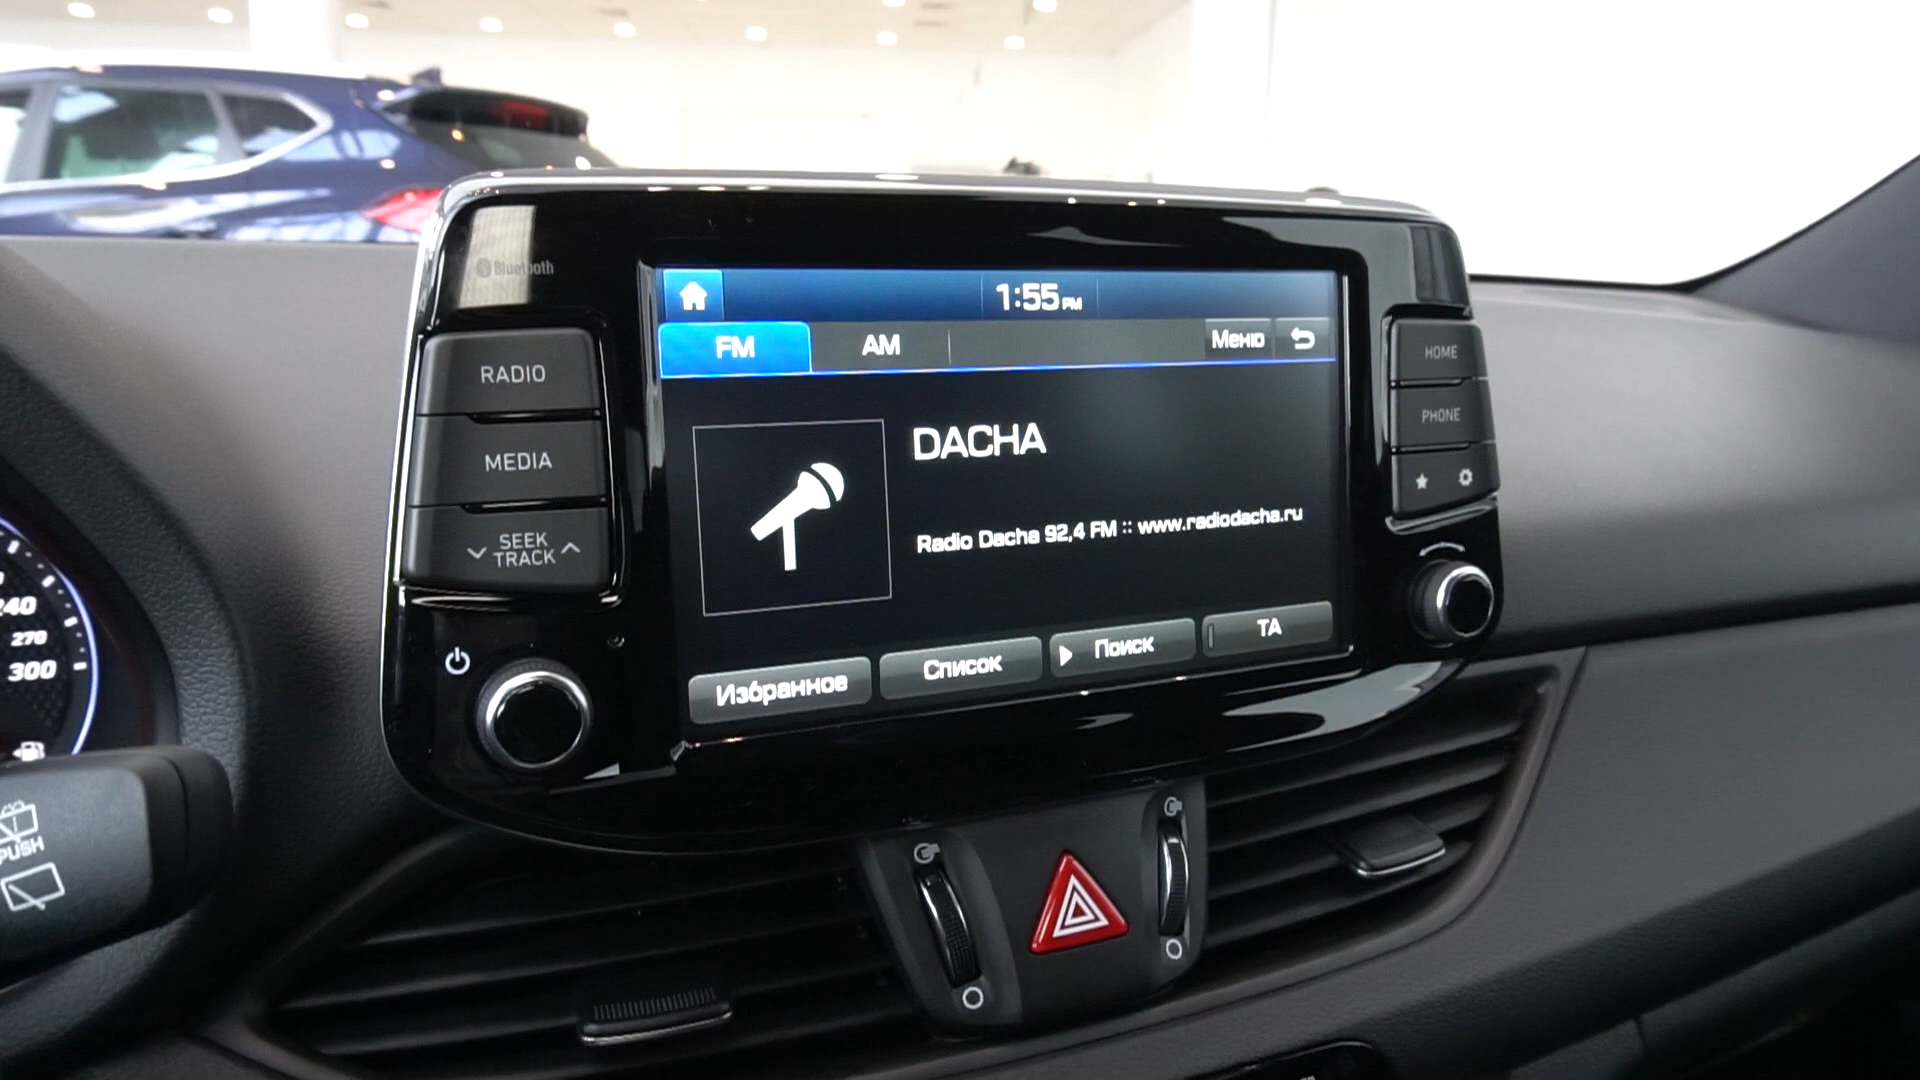 Bluetooth
1:55 PM
FM AM Меню
RADIO
MEDIA
SEEK
TRACK
DACHA
Radio Dacha 92,4 FM :: www.radiodacha.ru
Избранное Список Поиск TA
HOME
PHONE
240
270
300
PUSH